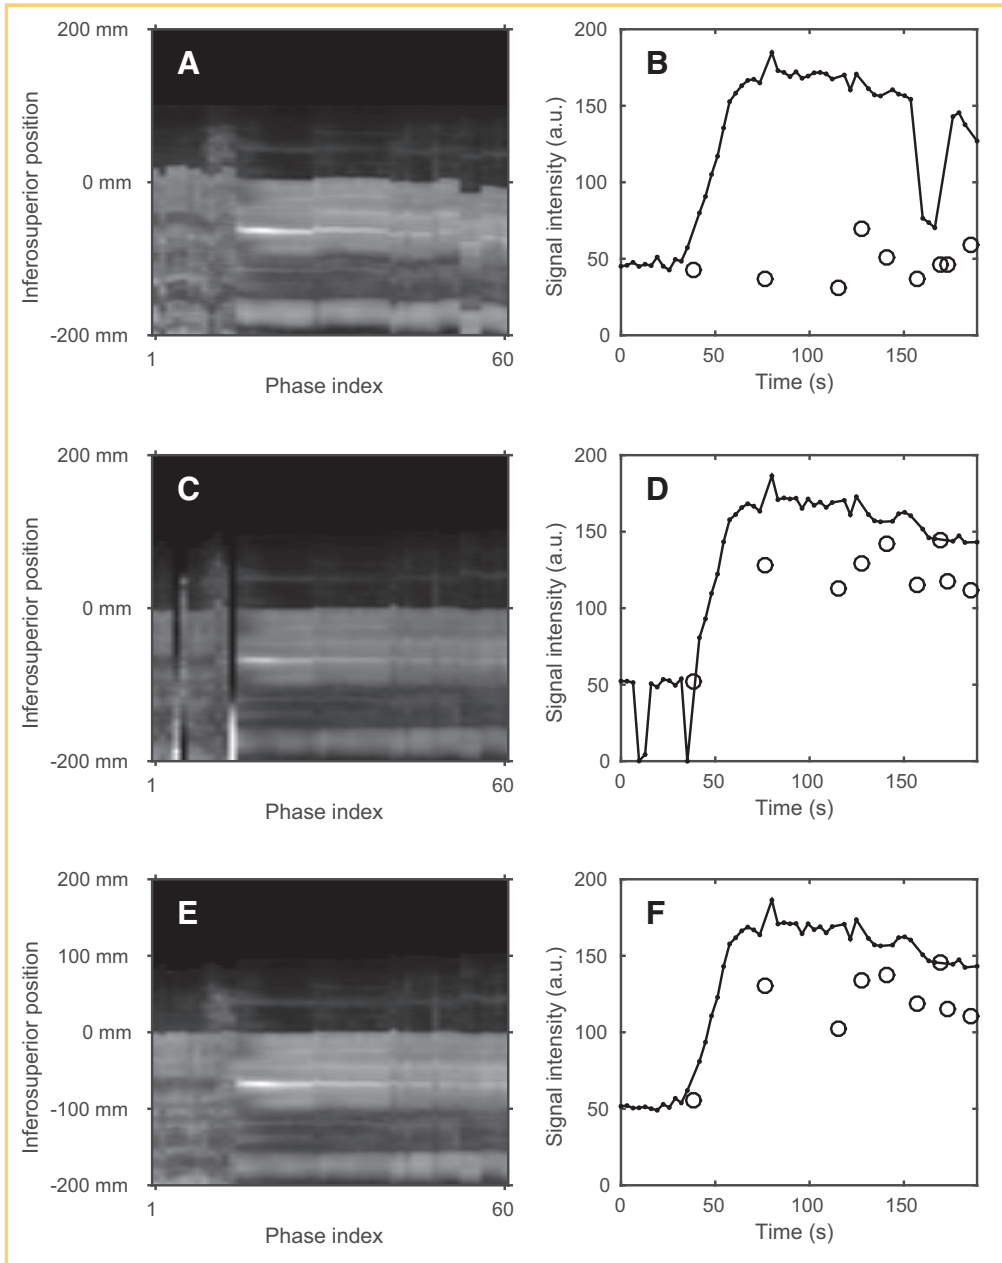 200 mm
A
Inferosuperior position
0 mm
-200 mm
1
60
Phase index
200
B
Signal intensity (a.u.)
150
100
50
0
0
50
100
150
Time (s)
200 mm
C
Inferosuperior position
0 mm
-200 mm
1
60
Phase index
200
D
Signal intensity (a.u.)
150
100
50
0
0
50
100
150
Time (s)
200 mm
E
Inferosuperior position
100 mm
0 mm
-100 mm
-200 mm
1
60
Phase index
200
F
Signal intensity (a.u.)
150
100
50
0
0
50
100
150
Time (s)